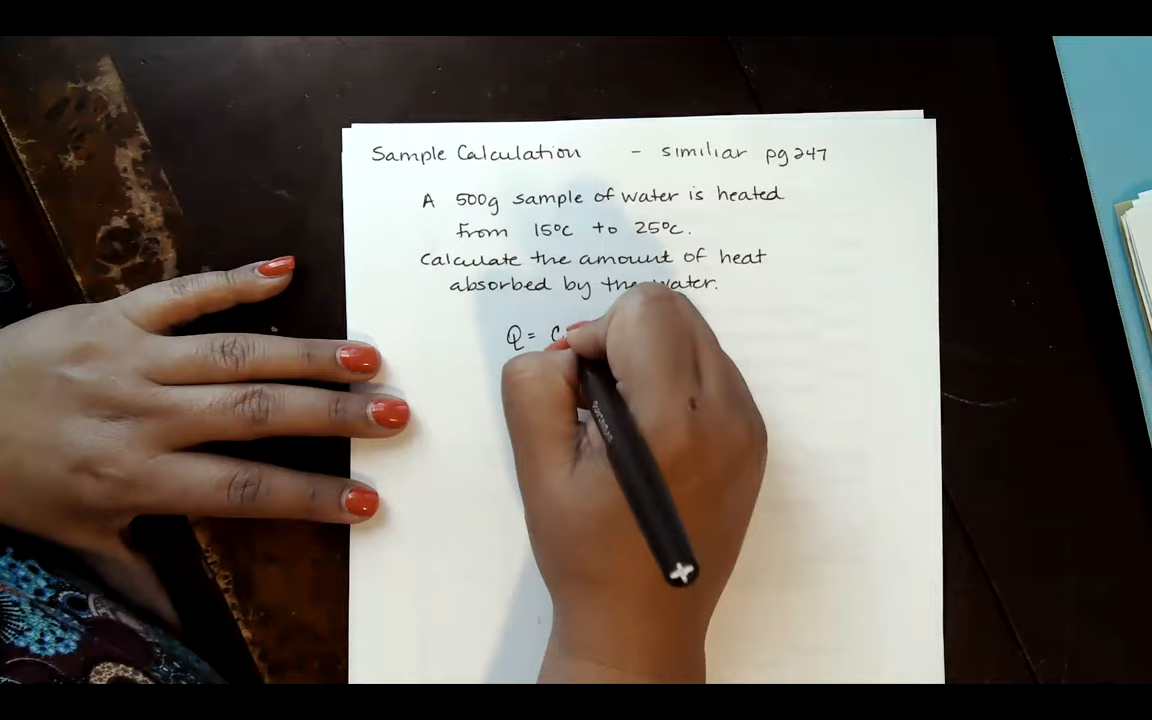 Sample Calculation - similiar pg 247
A 500g sample of water is heated
from 15°C to 25°C.
Calculate the amount of heat
absorbed by the water.
Q = C